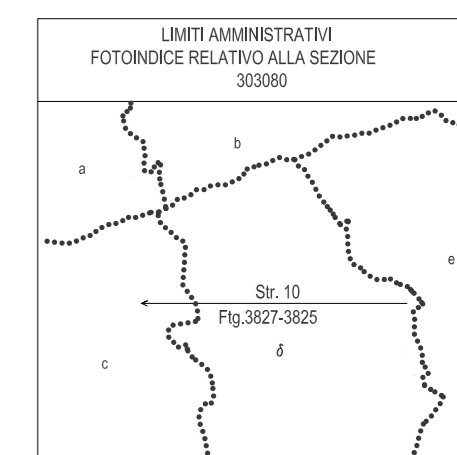 LIMITI AMMINISTRATIVI
FOTOINDICE RELATIVO ALLA SEZIONE
303080
b
a
e
Str. 10
Ftg.3827-3825
δ
c